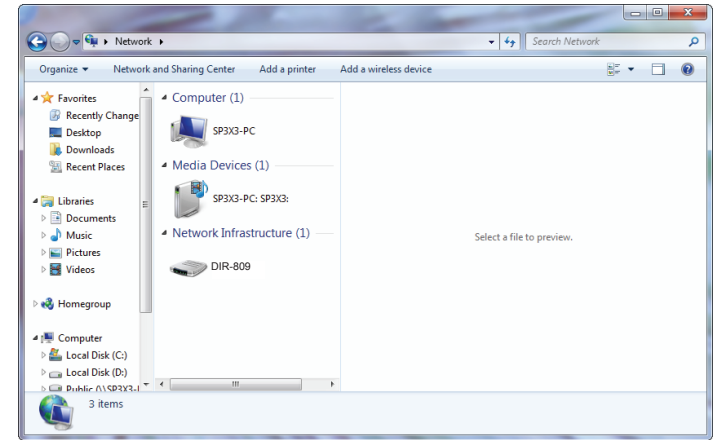 Network
Search Network
Organize
Network and Sharing Center
Add a printer
Add a wireless device
Favorites
Recently Change
Desktop
Downloads
Recent Places
Libraries
Documents
Music
Pictures
Videos
Homegroup
Computer
Local Disk (C:)
Local Disk (D:)
Public (\\SP3X3-
Computer (1)
SP3X3-PC
Media Devices (1)
SP3X3-PC: SP3X3:
Network Infrastructure (1)
DIR-809
Select a file to preview.
3 items